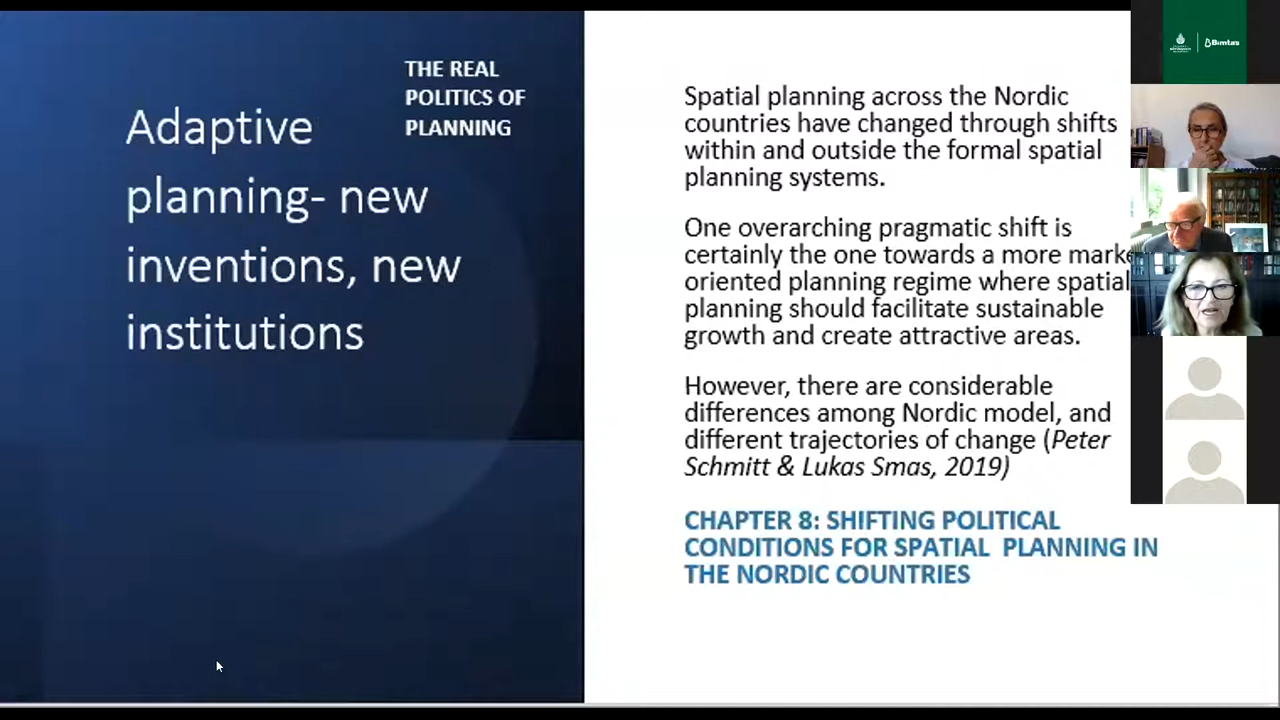 THE REAL
POLITICS OF
PLANNING
Adaptive
planning- new
inventions, new
institutions
Spatial planning across the Nordic
countries have changed through shifts
within and outside the formal spatial
planning systems.
One overarching pragmatic shift is
certainly the one towards a more marke
oriented planning regime where spatial
planning should facilitate sustainable
growth and create attractive areas.
However, there are considerable
differences among Nordic model, and
different trajectories of change (Peter
Schmitt & Lukas Smas, 2019)
CHAPTER 8: SHIFTING POLITICAL
CONDITIONS FOR SPATIAL PLANNING IN
THE NORDIC COUNTRIES
Bimtaş